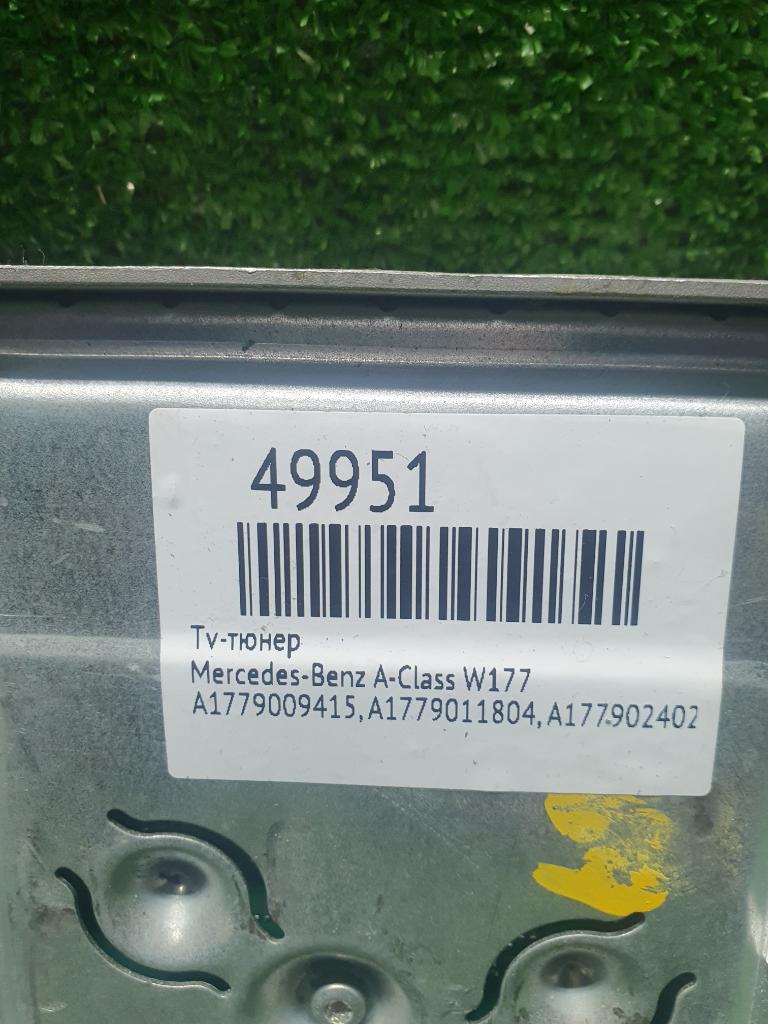 49951
Tv-тюнер
Mercedes-Benz A-Class W177
A1779009415, A1779011804, A177902402